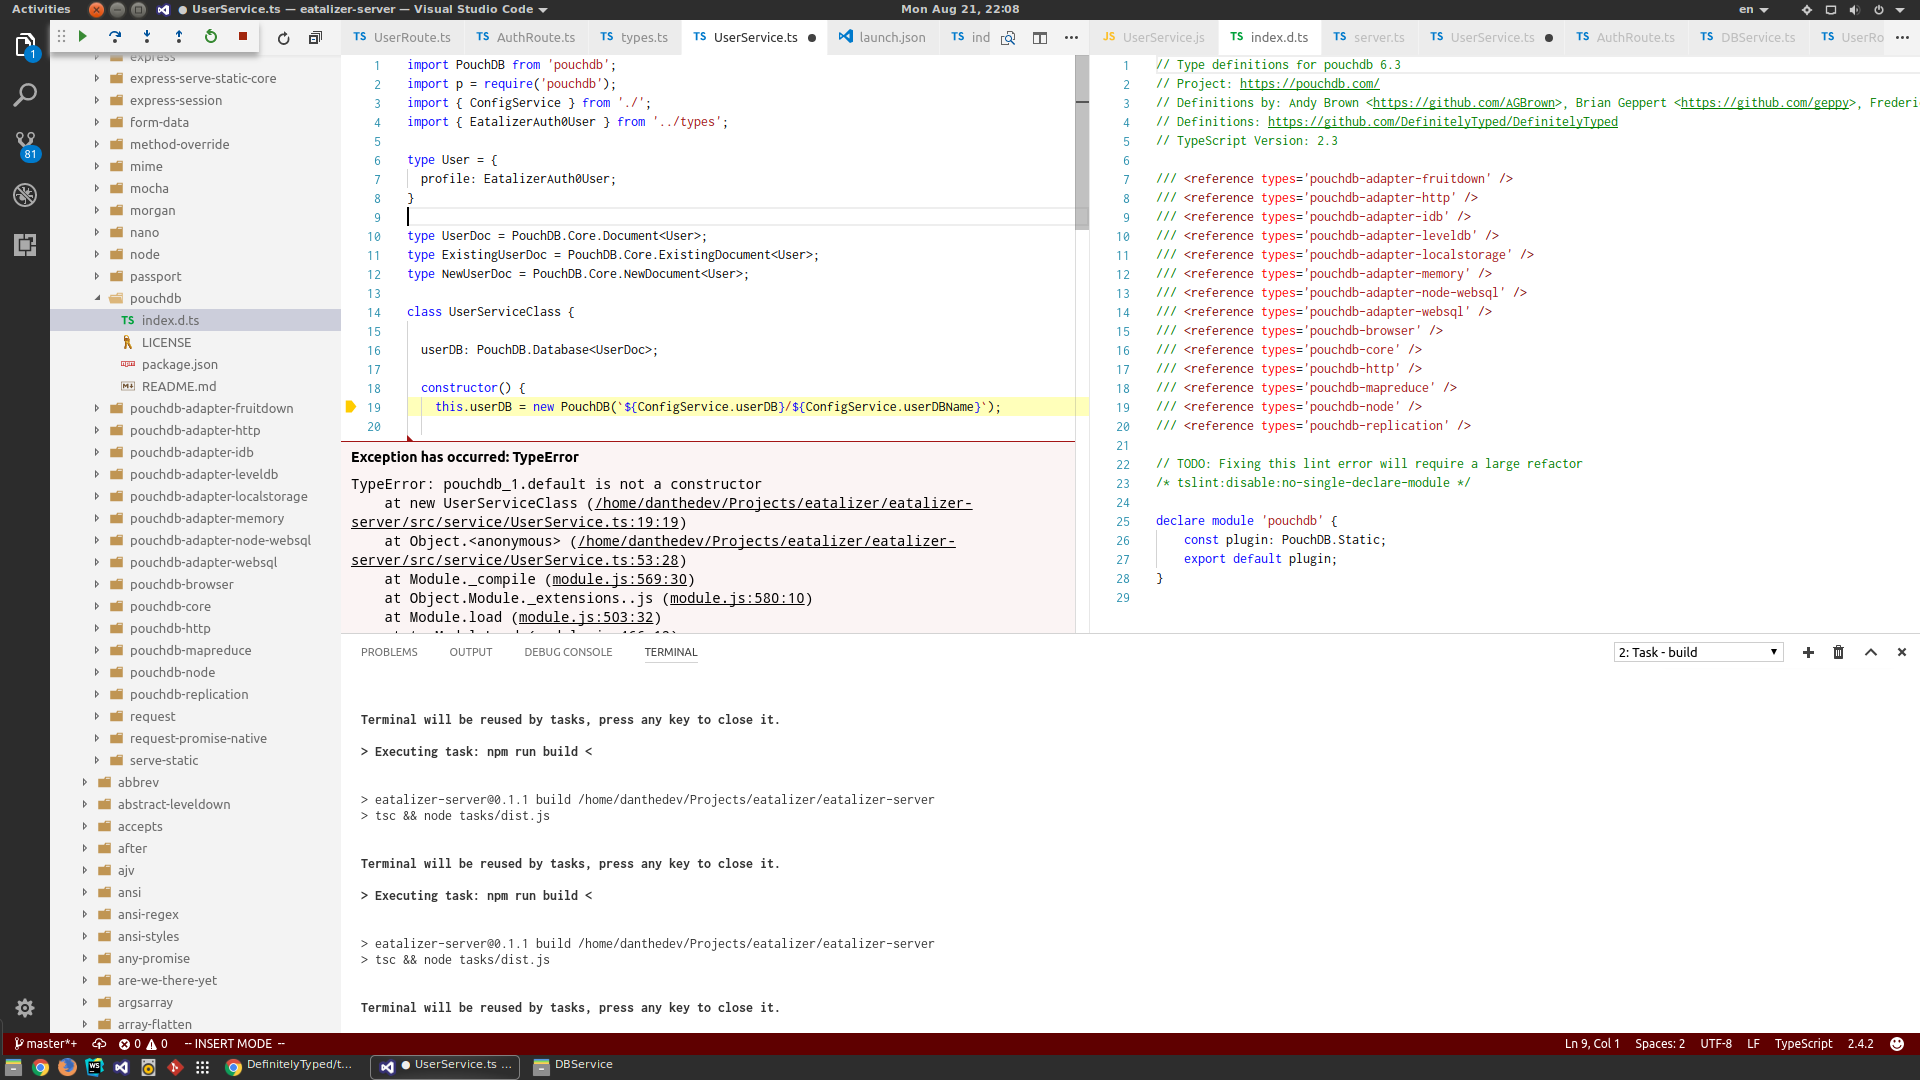 Activities
UserService.ts — eatalizer-server — Visual Studio Code
Mon Aug 21, 22:08
en
UserRoute.ts
AuthRoute.ts
types.ts
UserService.ts
launch.json
ind
UserService.js
index.d.ts
server.ts
UserService.ts
AuthRoute.ts
DBService.ts
UserRo
1
81
express
express-serve-static-core
express-session
form-data
method-override
mime
mocha
morgan
nano
node
passport
pouchdb
index.d.ts
LICENSE
package.json
README.md
pouchdb-adapter-fruitdown
pouchdb-adapter-http
pouchdb-adapter-idb
pouchdb-adapter-leveldb
pouchdb-adapter-localstorage
pouchdb-adapter-memory
pouchdb-adapter-node-websql
pouchdb-adapter-websql
pouchdb-browser
pouchdb-core
pouchdb-http
pouchdb-mapreduce
pouchdb-node
pouchdb-replication
request
request-promise-native
serve-static
abbrev
abstract-leveldown
accepts
after
ajv
ansi
ansi-regex
ansi-styles
any-promise
are-we-there-yet
argsarray
array-flatten
1 import PouchDB from 'pouchdb';
2 import p = require('pouchdb');
3 import { ConfigService } from './';
4 import { EatalizerAuth0User } from '../types';
5
6 type User = {
7 profile: EatalizerAuth0User;
8 }
9
10 type UserDoc = PouchDB.Core.Document<User>;
11 type ExistingUserDoc = PouchDB.Core.ExistingDocument<User>;
12 type NewUserDoc = PouchDB.Core.NewDocument<User>;
13
14 class UserServiceClass {
15
16 userDB: PouchDB.Database<UserDoc>;
17
18 constructor() {
19 this.userDB = new PouchDB(`${ConfigService.userDB}/${ConfigService.userDBName}`);
20
Exception has occurred: TypeError
TypeError: pouchdb_1.default is not a constructor
at new UserServiceClass (/home/danthedev/Projects/eatalizer/eatalizer-
server/src/service/UserService.ts:19:19)
at Object.<anonymous> (/home/danthedev/Projects/eatalizer/eatalizer-
server/src/service/UserService.ts:53:28)
at Module._compile (module.js:569:30)
at Object.Module._extensions..js (module.js:580:10)
at Module.load (module.js:503:32)
1 // Type definitions for pouchdb 6.3
2 // Project: https://pouchdb.com/
3 // Definitions by: Andy Brown <https://github.com/AGBrown>, Brian Geppert <https://github.com/geppy>, Frederi
4 // Definitions: https://github.com/DefinitelyTyped/DefinitelyTyped
5 // TypeScript Version: 2.3
6
7 /// <reference types='pouchdb-adapter-fruitdown' />
8 /// <reference types='pouchdb-adapter-http' />
9 /// <reference types='pouchdb-adapter-idb' />
10 /// <reference types='pouchdb-adapter-leveldb' />
11 /// <reference types='pouchdb-adapter-localstorage' />
12 /// <reference types='pouchdb-adapter-memory' />
13 /// <reference types='pouchdb-adapter-node-websql' />
14 /// <reference types='pouchdb-adapter-websql' />
15 /// <reference types='pouchdb-browser' />
16 /// <reference types='pouchdb-core' />
17 /// <reference types='pouchdb-http' />
18 /// <reference types='pouchdb-mapreduce' />
19 /// <reference types='pouchdb-node' />
20 /// <reference types='pouchdb-replication' />
21
22 // TODO: Fixing this lint error will require a large refactor
23 /* tslint:disable:no-single-declare-module */
24
25 declare module 'pouchdb' {
26 const plugin: PouchDB.Static;
27 export default plugin;
28 }
29
PROBLEMS
OUTPUT
DEBUG CONSOLE
TERMINAL
2: Task - build
Terminal will be reused by tasks, press any key to close it.
> Executing task: npm run build <
> eatalizer-server@0.1.1 build /home/danthedev/Projects/eatalizer/eatalizer-server
> tsc && node tasks/dist.js
Terminal will be reused by tasks, press any key to close it.
> Executing task: npm run build <
> eatalizer-server@0.1.1 build /home/danthedev/Projects/eatalizer/eatalizer-server
> tsc && node tasks/dist.js
Terminal will be reused by tasks, press any key to close it.
master*+
0
0
-- INSERT MODE --
Ln 9, Col 1
Spaces: 2
UTF-8
LF
TypeScript
2.4.2
DefinitelyTyped/t...
UserService.ts ...
DBService